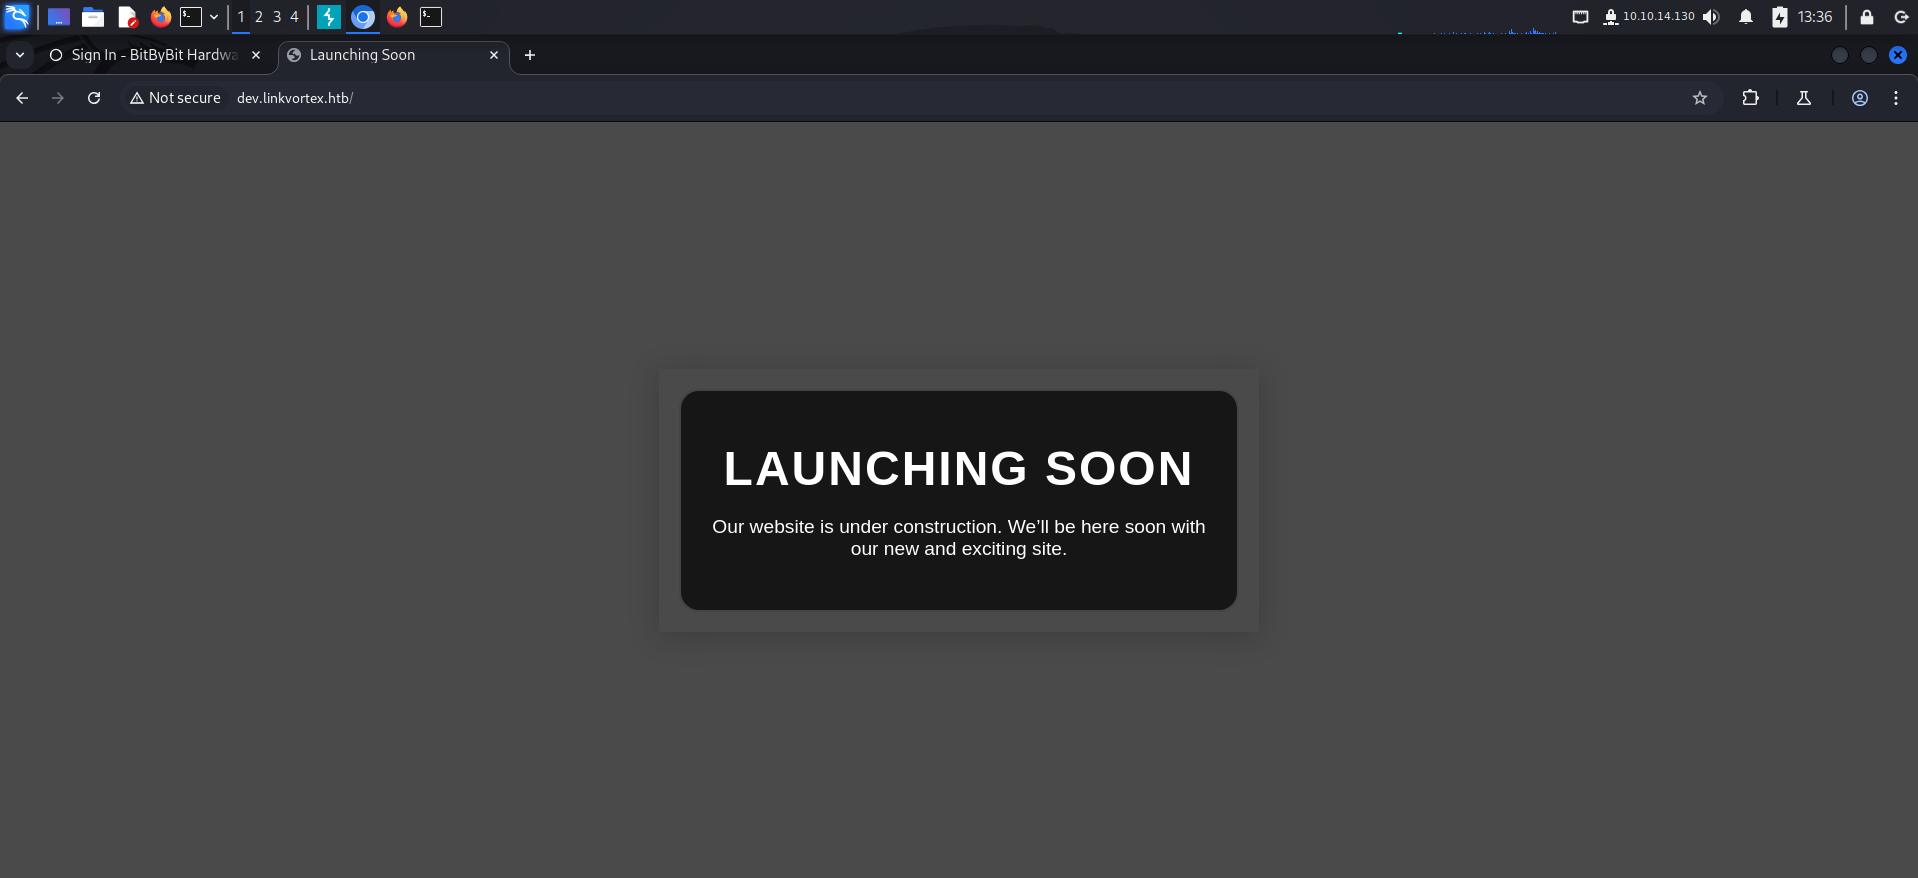 1 2 3 4
10.10.14.130
13:36
Sign In - BitByBit Hardwa
Launching Soon
Not secure
dev.linkvortex.htb/
LAUNCHING SOON
Our website is under construction. We’ll be here soon with
our new and exciting site.